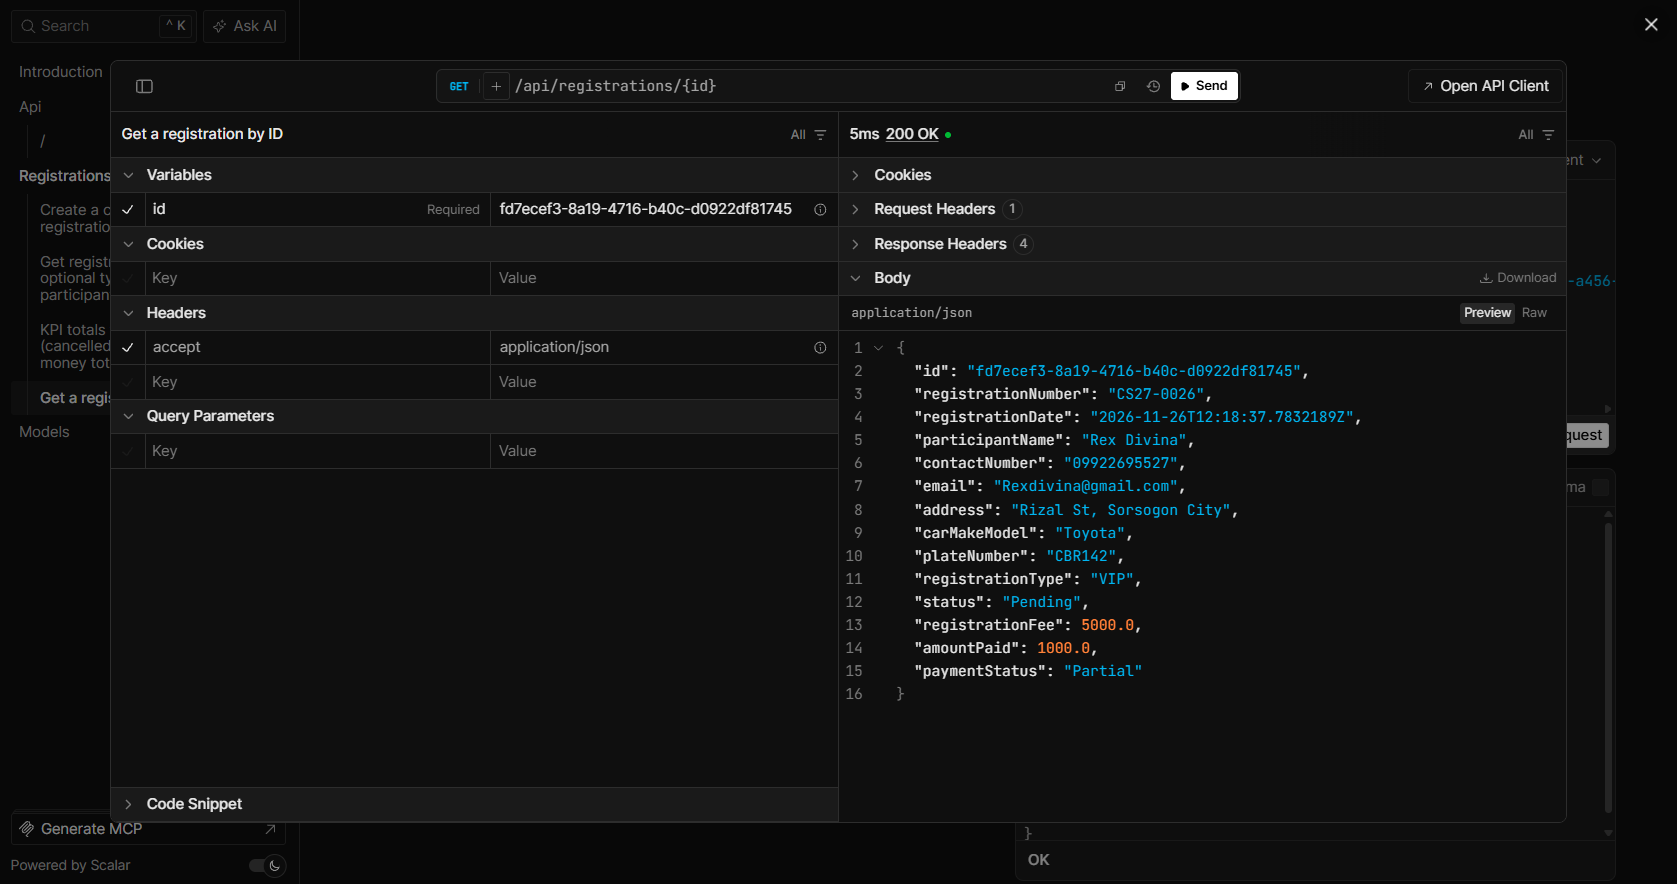 Search
^ K
Ask AI
Introduction
Api
/
Registrations
Create a c
registratio
Get registr
optional ty
participan
KPI totals
(cancelled
money tot
Get a regis
Models
Generate MCP
Powered by Scalar
GET
+
/api/registrations/{id}
Send
Open API Client
Get a registration by ID
All
Variables
id
Required
fd7ecef3-8a19-4716-b40c-d0922df81745
Cookies
Key
Value
Headers
accept
application/json
Key
Value
Query Parameters
Key
Value
Code Snippet
5ms 200 OK
All
Cookies
Request Headers 1
Response Headers 4
Body
Download
application/json
Preview
Raw
1 {
2 "id": "fd7ecef3-8a19-4716-b40c-d0922df81745",
3 "registrationNumber": "CS27-0026",
4 "registrationDate": "2026-11-26T12:18:37.7832189Z",
5 "participantName": "Rex Divina",
6 "contactNumber": "09922695527",
7 "email": "Rexdivina@gmail.com",
8 "address": "Rizal St, Sorsogon City",
9 "carMakeModel": "Toyota",
10 "plateNumber": "CBR142",
11 "registrationType": "VIP",
12 "status": "Pending",
13 "registrationFee": 5000.0,
14 "amountPaid": 1000.0,
15 "paymentStatus": "Partial"
16 }
ent
-a456-
quest
ma
}
OK